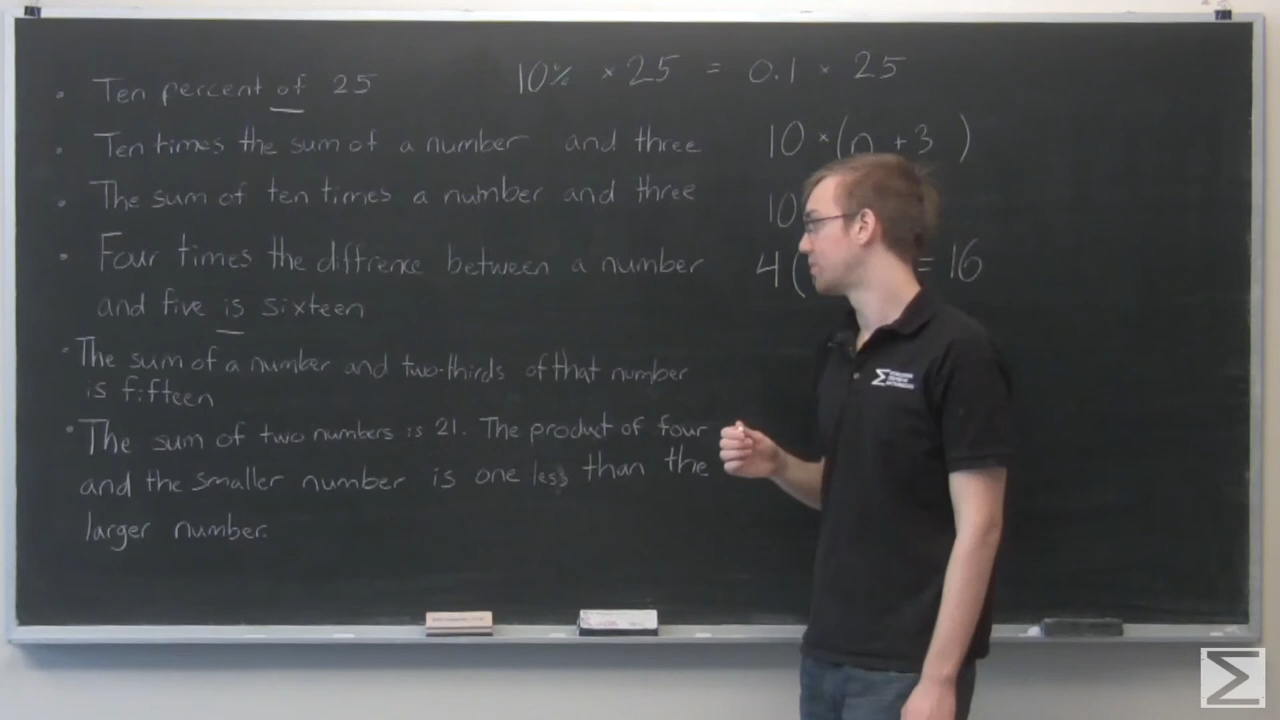 • Ten percent of 25 10% × 25 = 0.1 × 25
• Ten times the sum of a number and three 10 × (n + 3)
• The sum of ten times a number and three 10
• Four times the diffrence between a number 4( = 16
and five is sixteen
• The sum of a number and two-thirds of that number
is fifteen
• The sum of two numbers is 21. The product of four
and the smaller number is one less than the
larger number.
Σ
Σ